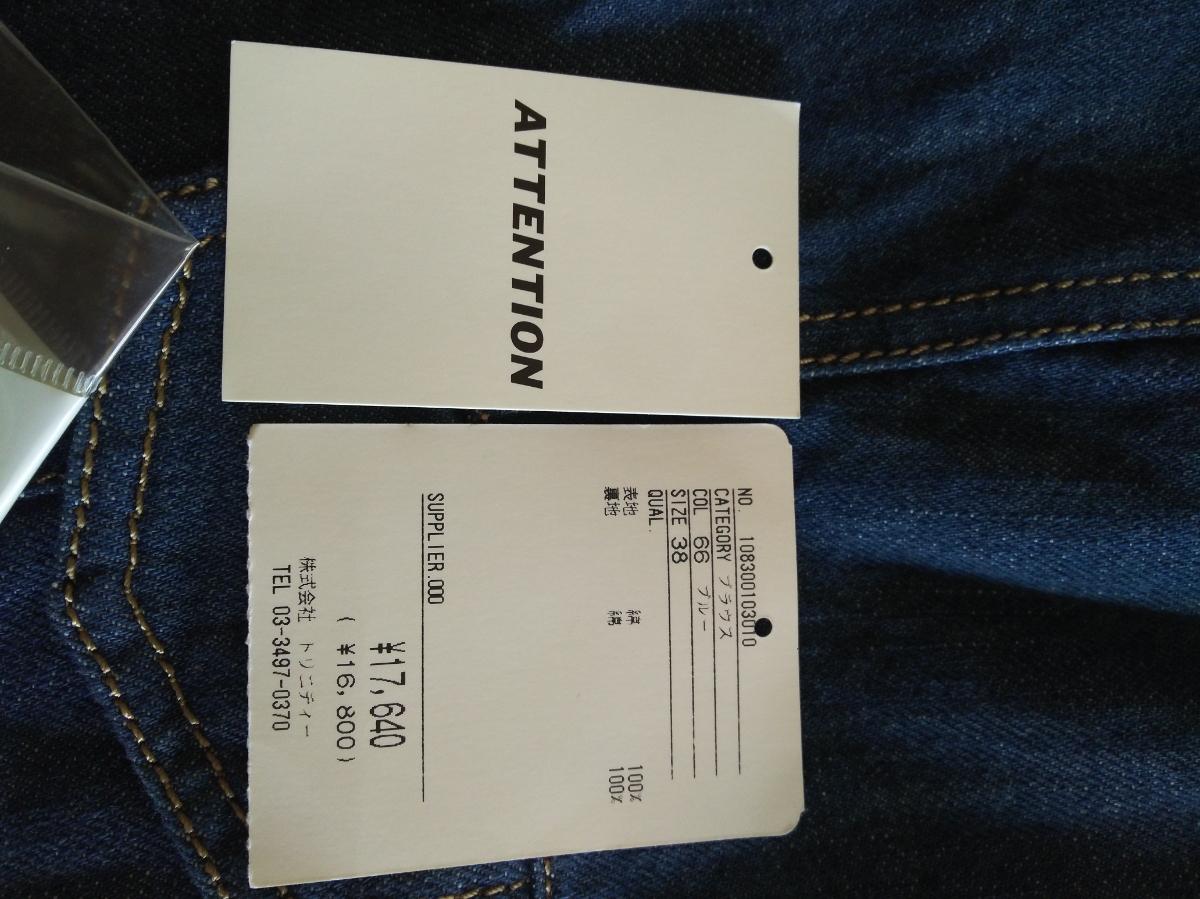 ATTENTION
NO. 108300103010
CATEGORY ブラウス
COL 66 ブルー
SIZE 38
QUAL.
表地 綿 100%
裏地 綿 100%
SUPPLIER.000
¥17,640
( ¥16,800)
株式会社 トリニティー
TEL 03-3497-0370